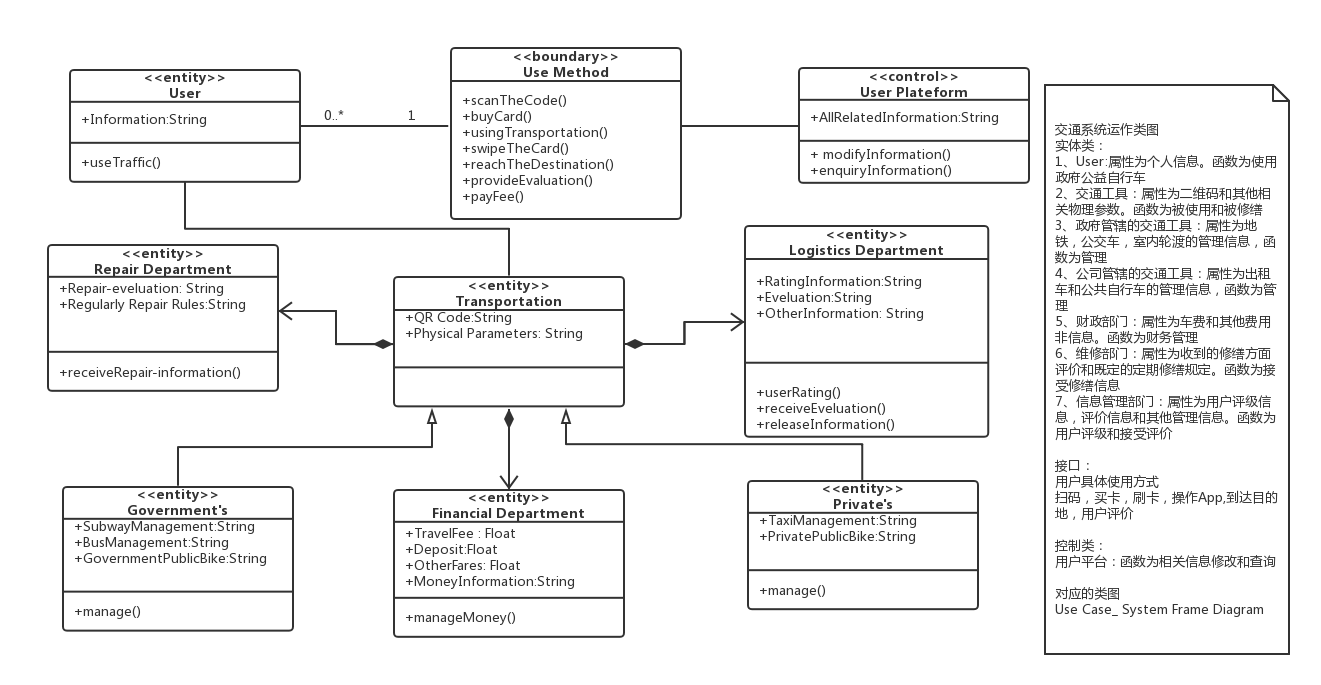 <<entity>>
User
+Information:String
+useTraffic()
0..*
1
<<boundary>>
Use Method
+scanTheCode()
+buyCard()
+usingTransportation()
+swipeTheCard()
+reachTheDestination()
+provideEvaluation()
+payFee()
<<control>>
User Plateform
+AllRelatedInformation:String
+ modifyInformation()
+enquiryInformation()
<<entity>>
Repair Department
+Repair-eveluation: String
+Regularly Repair Rules:String
+receiveRepair-information()
<<entity>>
Transportation
+QR Code:String
+Physical Parameters: String
<<entity>>
Logistics Department
+RatingInformation:String
+Eveluation:String
+OtherInformation: String
+userRating()
+receiveEveluation()
+releaseInformation()
<<entity>>
Government's
+SubwayManagement:String
+BusManagement:String
+GovernmentPublicBike:String
+manage()
<<entity>>
Financial Department
+TravelFee : Float
+Deposit:Float
+OtherFares: Float
+MoneyInformation:String
+manageMoney()
<<entity>>
Private's
+TaxiManagement:String
+PrivatePublicBike:String
+manage()
交通系统运作类图
实体类：
1、User:属性为个人信息。函数为使用
政府公益自行车
2、交通工具：属性为二维码和其他相
关物理参数。函数为被使用和被修缮
3、政府管辖的交通工具：属性为地
铁，公交车，室内轮渡的管理信息，函
数为管理
4、公司管辖的交通工具：属性为出租
车和公共自行车的管理信息，函数为管
理
5、财政部门：属性为车费和其他费用
非信息。函数为财务管理
6、维修部门：属性为收到的修缮方面
评价和既定的定期修缮规定。函数为接
受修缮信息
7、信息管理部门：属性为用户评级信
息，评价信息和其他管理信息。函数为
用户评级和接受评价
接口：
用户具体使用方式
扫码，买卡，刷卡，操作App,到达目的
地，用户评价
控制类：
用户平台：函数为相关信息修改和查询
对应的类图
Use Case_ System Frame Diagram